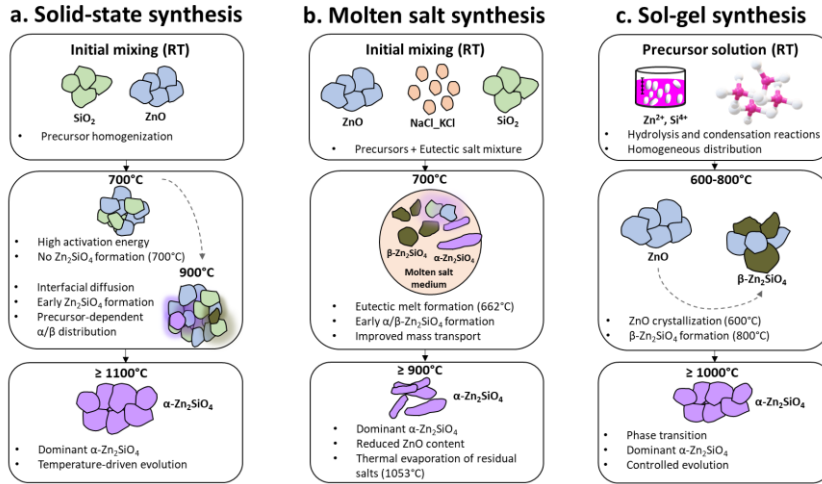 a. Solid-state synthesis
Initial mixing (RT)
SiO₂
ZnO
• Precursor homogenization
700°C
• High activation energy
• No Zn₂SiO₄ formation (700°C)
900°C
• Interfacial diffusion
• Early Zn₂SiO₄ formation
• Precursor-dependent
α/β distribution
≥ 1100°C
α-Zn₂SiO₄
• Dominant α-Zn₂SiO₄
• Temperature-driven evolution
b. Molten salt synthesis
Initial mixing (RT)
ZnO
NaCl_KCl
SiO₂
• Precursors + Eutectic salt mixture
700°C
β-Zn₂SiO₄
α-Zn₂SiO₄
Molten salt
medium
• Eutectic melt formation (662°C)
• Early α/β-Zn₂SiO₄ formation
• Improved mass transport
≥ 900°C
α-Zn₂SiO₄
• Dominant α-Zn₂SiO₄
• Reduced ZnO content
• Thermal evaporation of residual
salts (1053°C)
c. Sol-gel synthesis
Precursor solution (RT)
Zn²⁺, Si⁴⁺
• Hydrolysis and condensation reactions
• Homogeneous distribution
600-800°C
ZnO
β-Zn₂SiO₄
• ZnO crystallization (600°C)
• β-Zn₂SiO₄ formation (800°C)
≥ 1000°C
α-Zn₂SiO₄
• Phase transition
• Dominant α-Zn₂SiO₄
• Controlled evolution